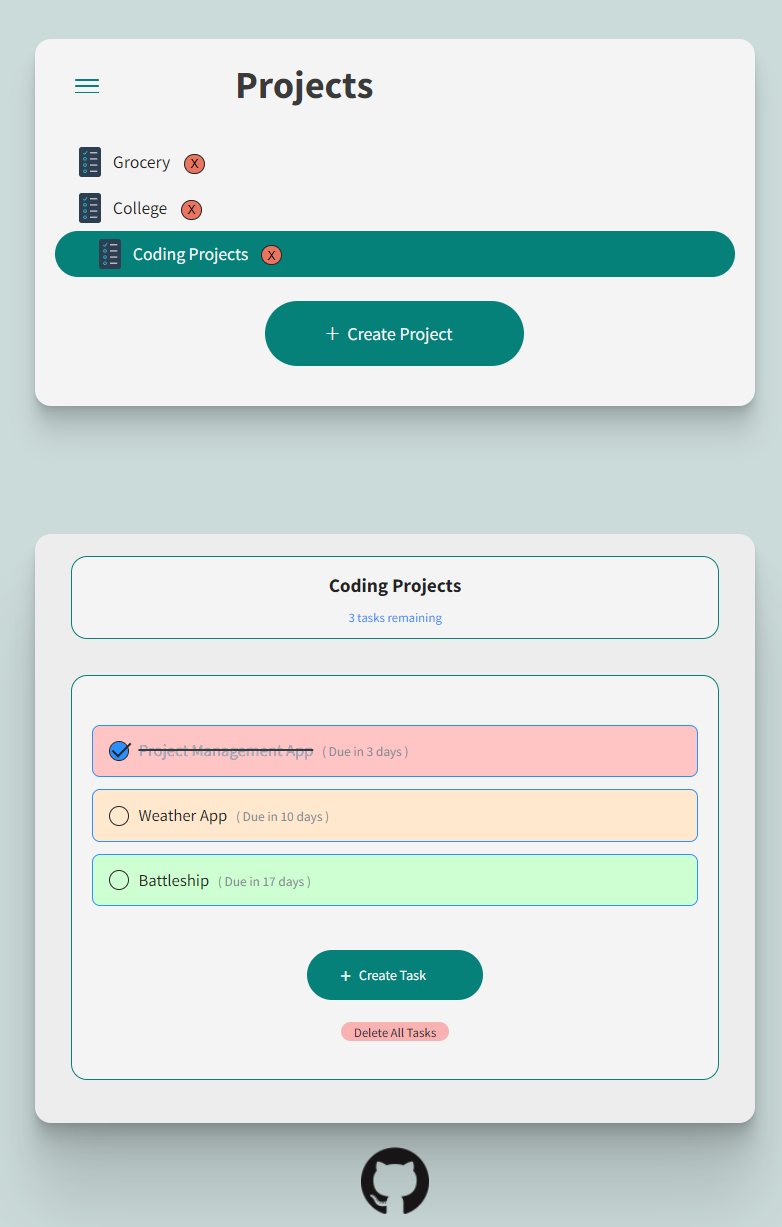 Projects
Grocery X
College X
Coding Projects X
+ Create Project
Coding Projects
3 tasks remaining
Project Management App ( Due in 3 days )
Weather App ( Due in 10 days )
Battleship ( Due in 17 days )
+ Create Task
Delete All Tasks